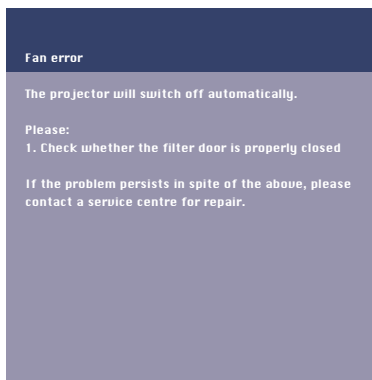 Fan error
The projector will switch off automatically.
Please:
1. Check whether the filter door is properly closed
If the problem persists in spite of the above, please
contact a service centre for repair.